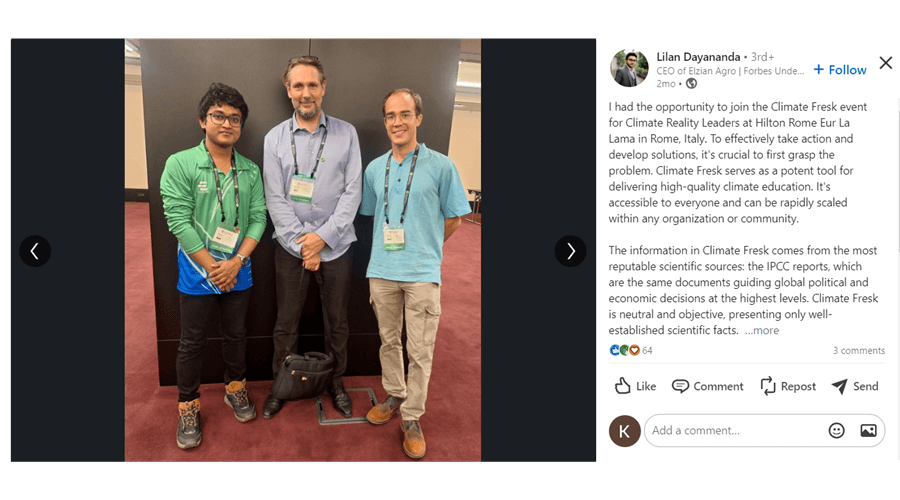 Lilan Dayananda • 3rd+
CEO of Elzian Agro | Forbes Unde...
2mo •
+ Follow
I had the opportunity to join the Climate Fresk event
for Climate Reality Leaders at Hilton Rome Eur La
Lama in Rome, Italy. To effectively take action and
develop solutions, it's crucial to first grasp the
problem. Climate Fresk serves as a potent tool for
delivering high-quality climate education. It's
accessible to everyone and can be rapidly scaled
within any organization or community.
The information in Climate Fresk comes from the most
reputable scientific sources: the IPCC reports, which
are the same documents guiding global political and
economic decisions at the highest levels. Climate Fresk
is neutral and objective, presenting only well-
established scientific facts. ...more
64
3 comments
Like
Comment
Repost
Send
K
Add a comment...